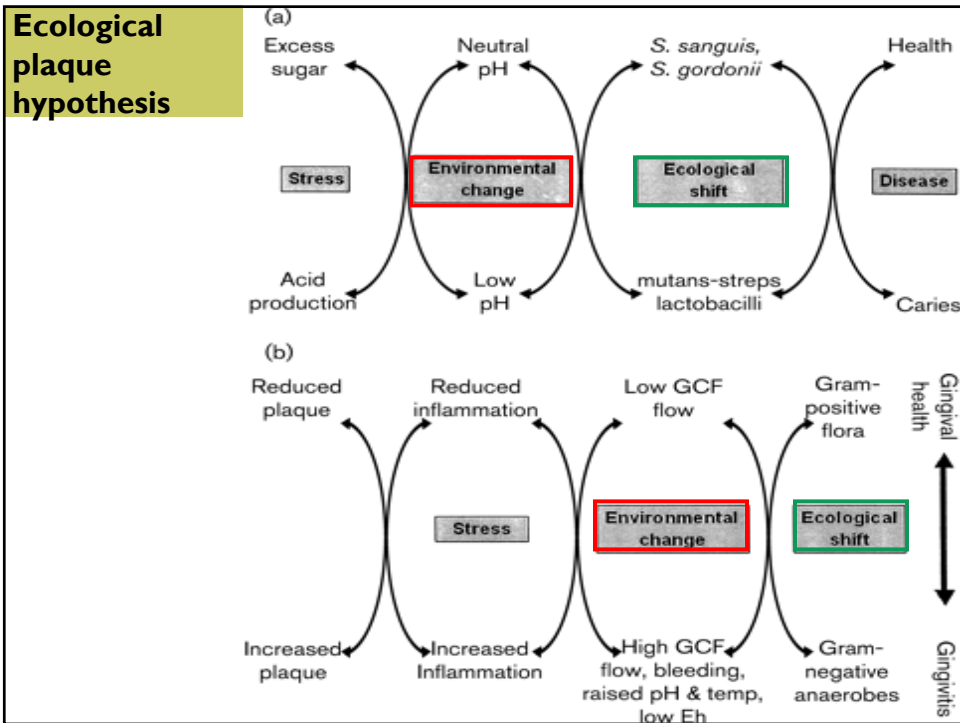 Ecological
plaque
hypothesis
(a)
Excess
sugar
Neutral
pH
S. sanguis,
S. gordonii
Health
Stress
Environmental
change
Ecological
shift
Disease
Acid
production
Low
pH
mutans-streps
lactobacilli
Caries
(b)
Reduced
plaque
Reduced
inflammation
Low GCF
flow
Gram-
positive
flora
Gingival
health
Stress
Environmental
change
Ecological
shift
Increased
plaque
Increased
Inflammation
High GCF
flow, bleeding,
raised pH & temp,
low Eh
Gram-
negative
anaerobes
Gingivitis